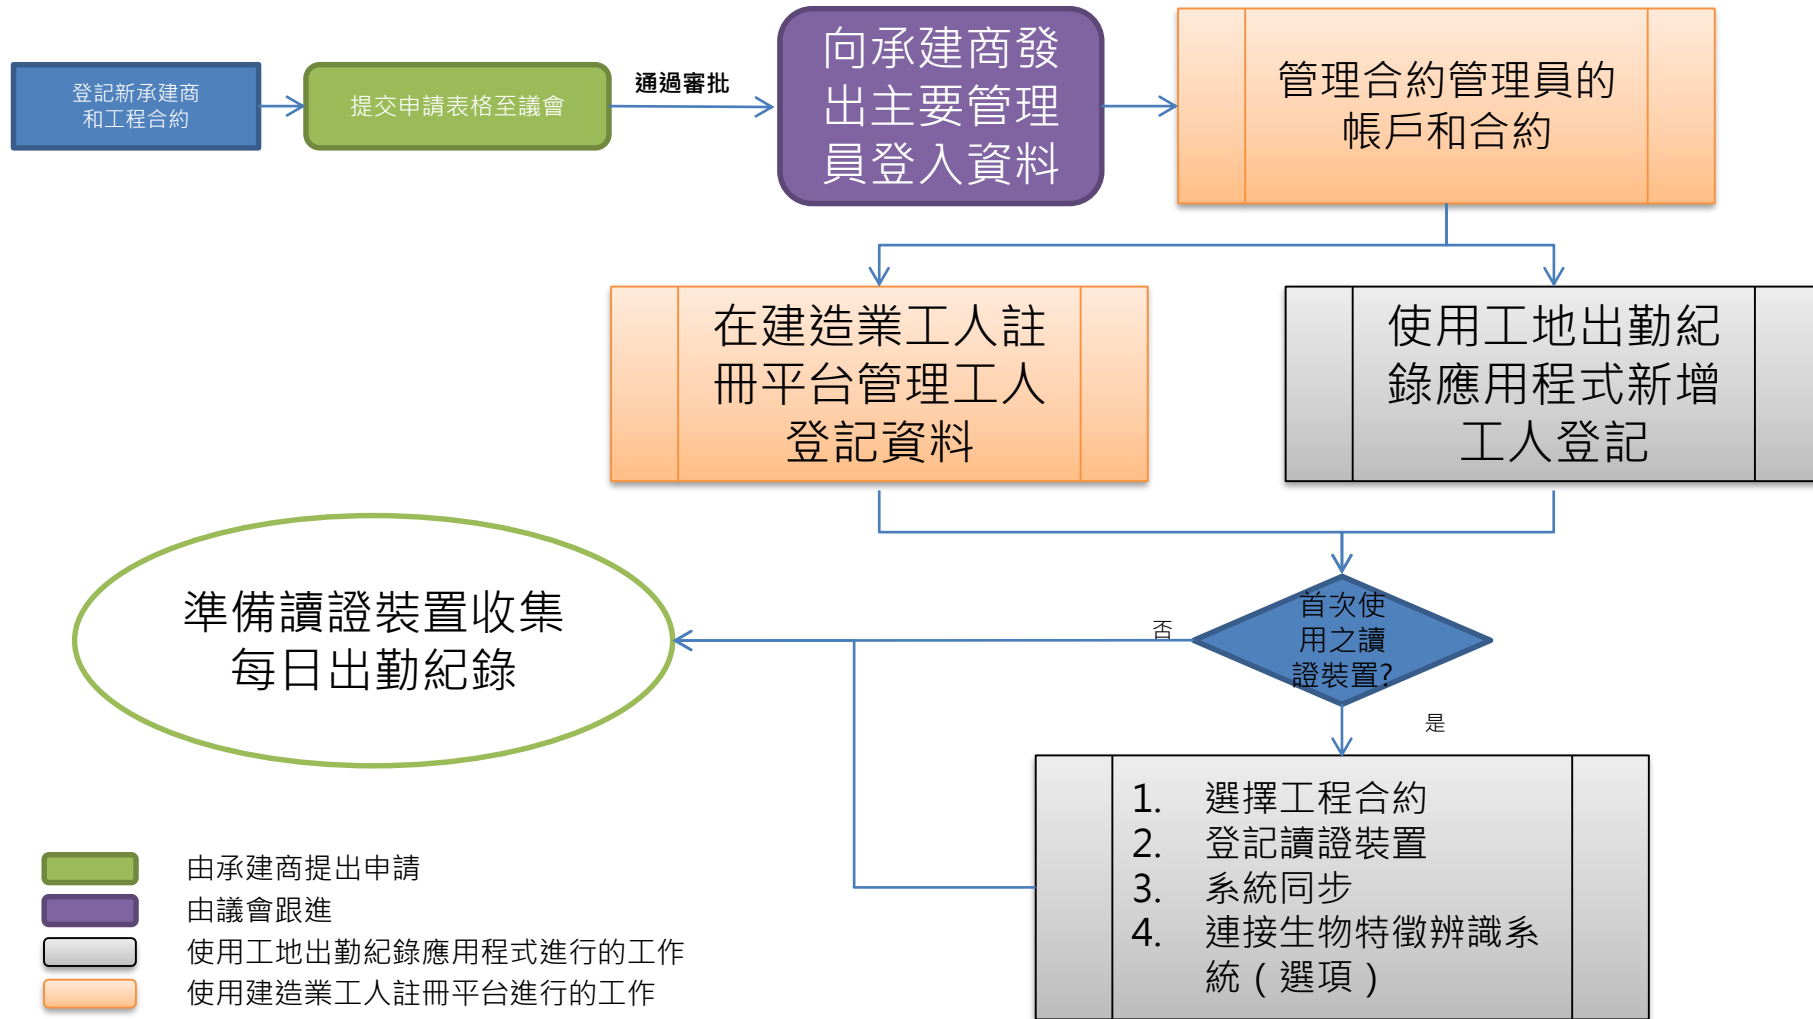 登記新承建商
和工程合約
提交申請表格至議會
通過審批
向承建商發
出主要管理
員登入資料
管理合約管理員的
帳戶和合約
在建造業工人註
冊平台管理工人
登記資料
使用工地出勤紀
錄應用程式新增
工人登記
準備讀證裝置收集
每日出勤紀錄
否
首次使
用之讀
證裝置?
是
1. 選擇工程合約
2. 登記讀證裝置
3. 系統同步
4. 連接生物特徵辨識系
統（選項）
由承建商提出申請
由議會跟進
使用工地出勤紀錄應用程式進行的工作
使用建造業工人註冊平台進行的工作